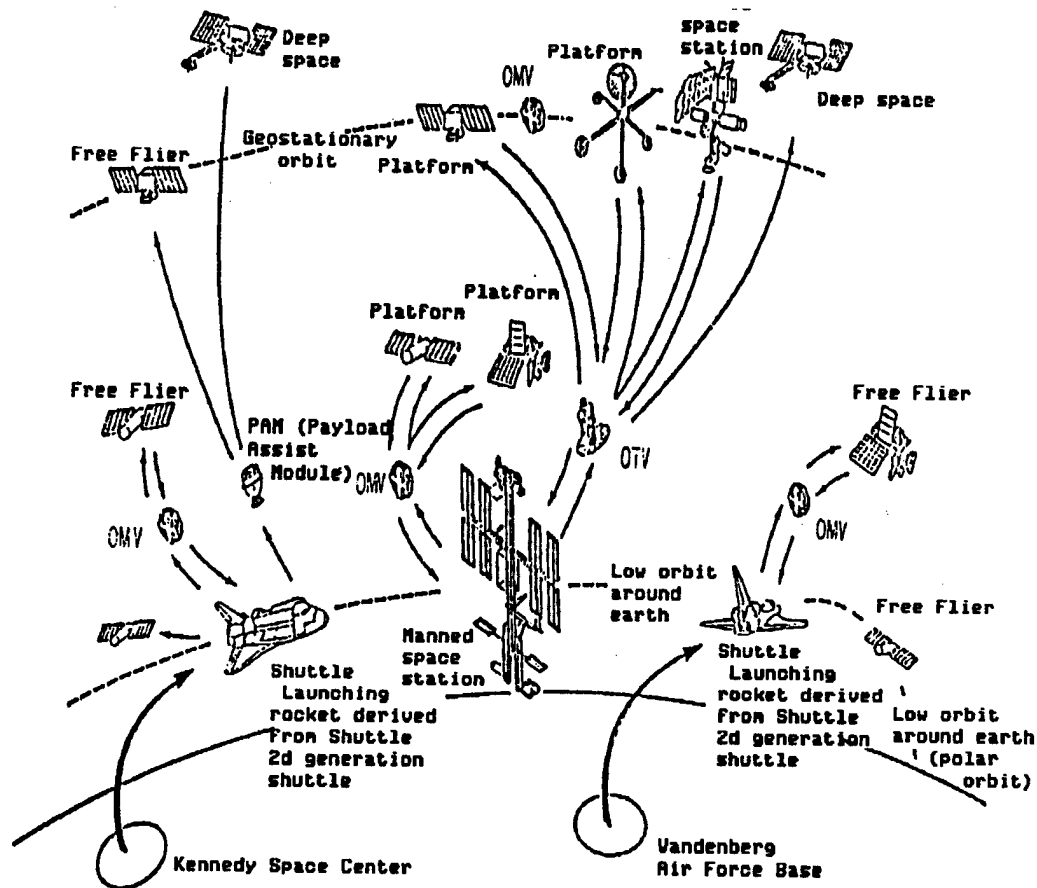 Deep
space
Platform
space
station
OMV
Deep space
Free Flier
Geostationary
orbit
Platform
Platform
Platform
Free Flier
PAM (Payload
Assist
Module)
OMV
OTV
Free Flier
OMV
OMV
Low orbit
around
earth
Free Flier
Manned
space
station
Shuttle
Launching
rocket derived
from Shuttle
2d generation
shuttle
Shuttle
Launching
rocket derived
from Shuttle
2d generation
shuttle
Low orbit
around earth
(polar
orbit)
Kennedy Space Center
Vandenberg
Air Force Base